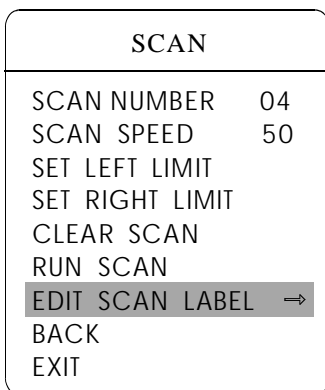 SCAN
SCAN NUMBER 04
SCAN SPEED 50
SET LEFT LIMIT
SET RIGHT LIMIT
CLEAR SCAN
RUN SCAN
EDIT SCAN LABEL ⇒
BACK
EXIT